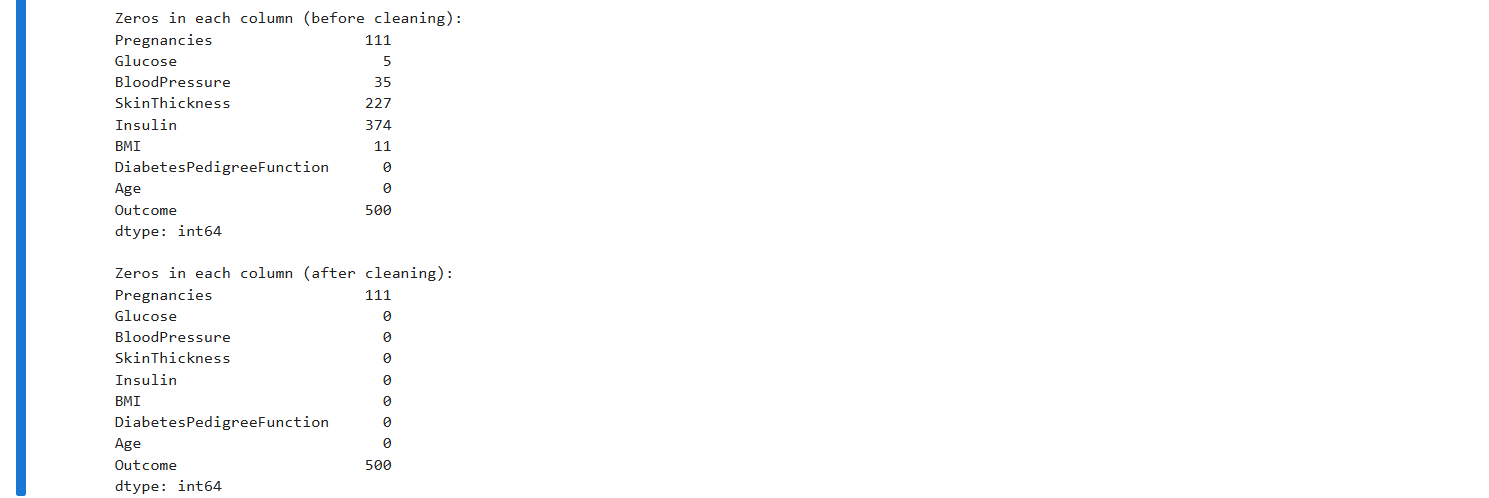 Zeros in each column (before cleaning):
Pregnancies                 111
Glucose                       5
BloodPressure                35
SkinThickness               227
Insulin                     374
BMI                          11
DiabetesPedigreeFunction      0
Age                           0
Outcome                     500
dtype: int64

Zeros in each column (after cleaning):
Pregnancies                 111
Glucose                       0
BloodPressure                 0
SkinThickness                 0
Insulin                       0
BMI                           0
DiabetesPedigreeFunction      0
Age                           0
Outcome                     500
dtype: int64